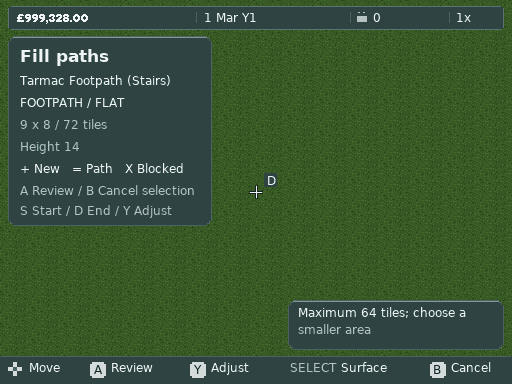 £999,328.00 1 Mar Y1 0 1x
Fill paths
Tarmac Footpath (Stairs)
FOOTPATH / FLAT
9 x 8 / 72 tiles
Height 14
+ New = Path X Blocked
A Review / B Cancel selection
S Start / D End / Y Adjust
D
Maximum 64 tiles; choose a
smaller area
Move A Review Y Adjust SELECT Surface B Cancel